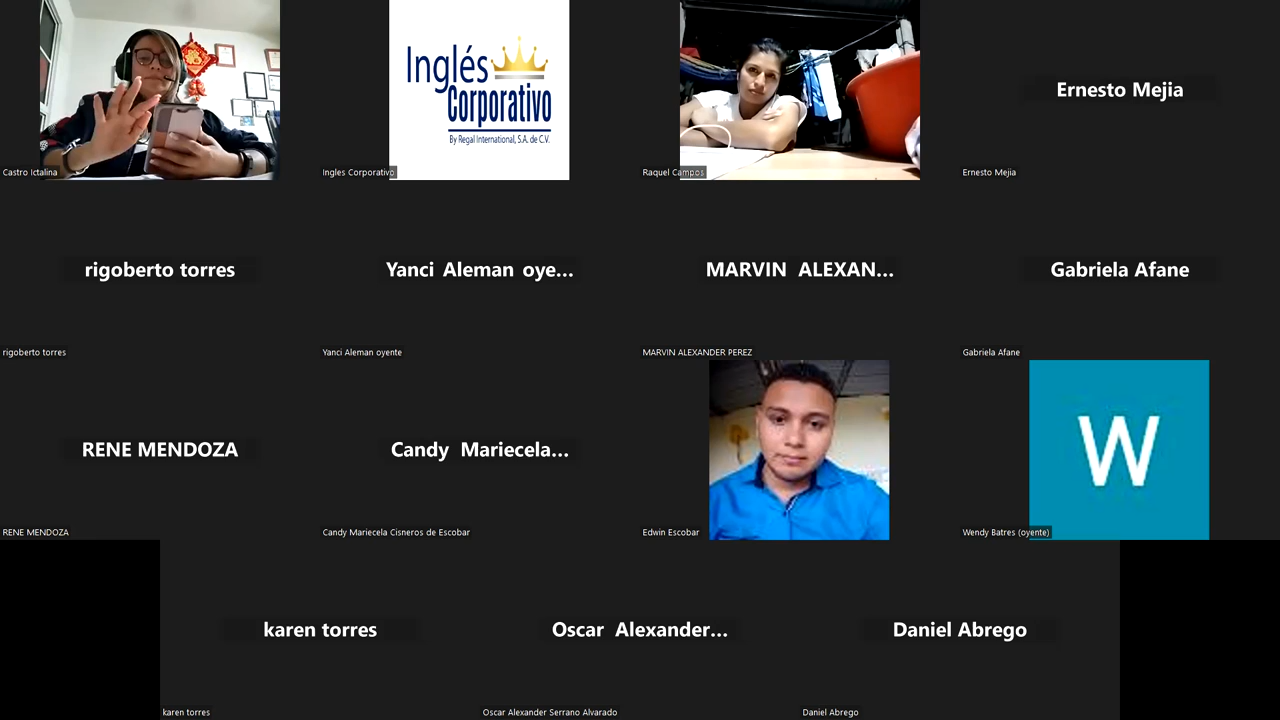 Castro Ictalina
Inglés
Corporativo
By Regal International, S.A. de C.V.
Ingles Corporativo
Raquel Campos
Ernesto Mejia
Ernesto Mejia
rigoberto torres
rigoberto torres
Yanci Aleman oye...
Yanci Aleman oyente
MARVIN ALEXAN...
MARVIN ALEXANDER PEREZ
Gabriela Afane
Gabriela Afane
RENE MENDOZA
RENE MENDOZA
Candy Mariecela...
Candy Mariecela Cisneros de Escobar
Edwin Escobar
W
Wendy Batres (oyente)
karen torres
karen torres
Oscar Alexander...
Oscar Alexander Serrano Alvarado
Daniel Abrego
Daniel Abrego